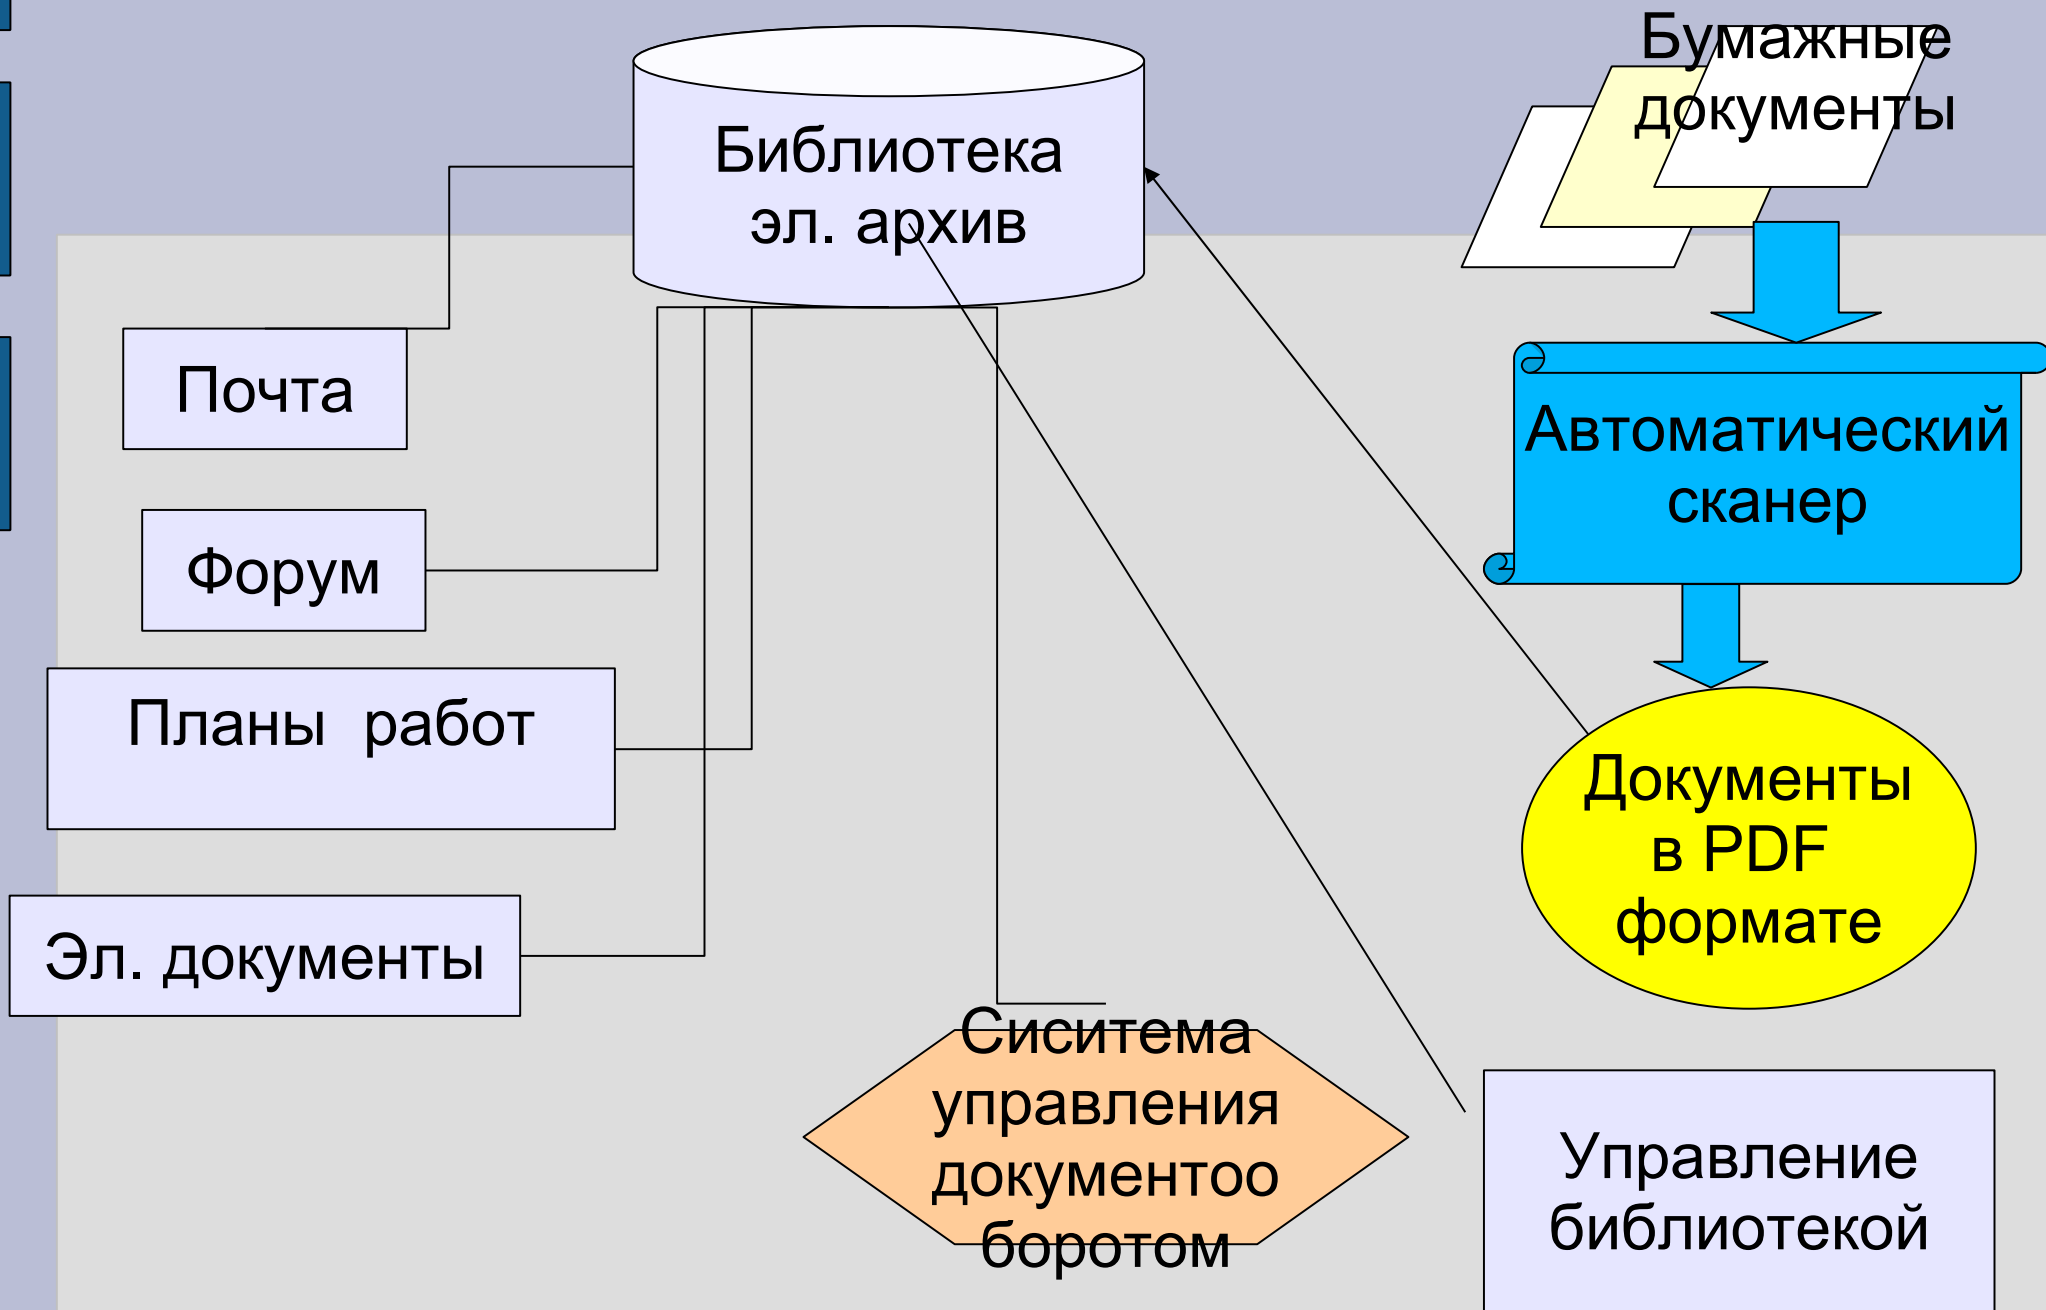 Бумажные
документы
Библиотека
эл. архив
Почта
Автоматический
сканер
Форум
Планы  работ
Документы
в PDF
формате
Эл. документы
Сиситема
управления
документоо
боротом
Управление
библиотекой